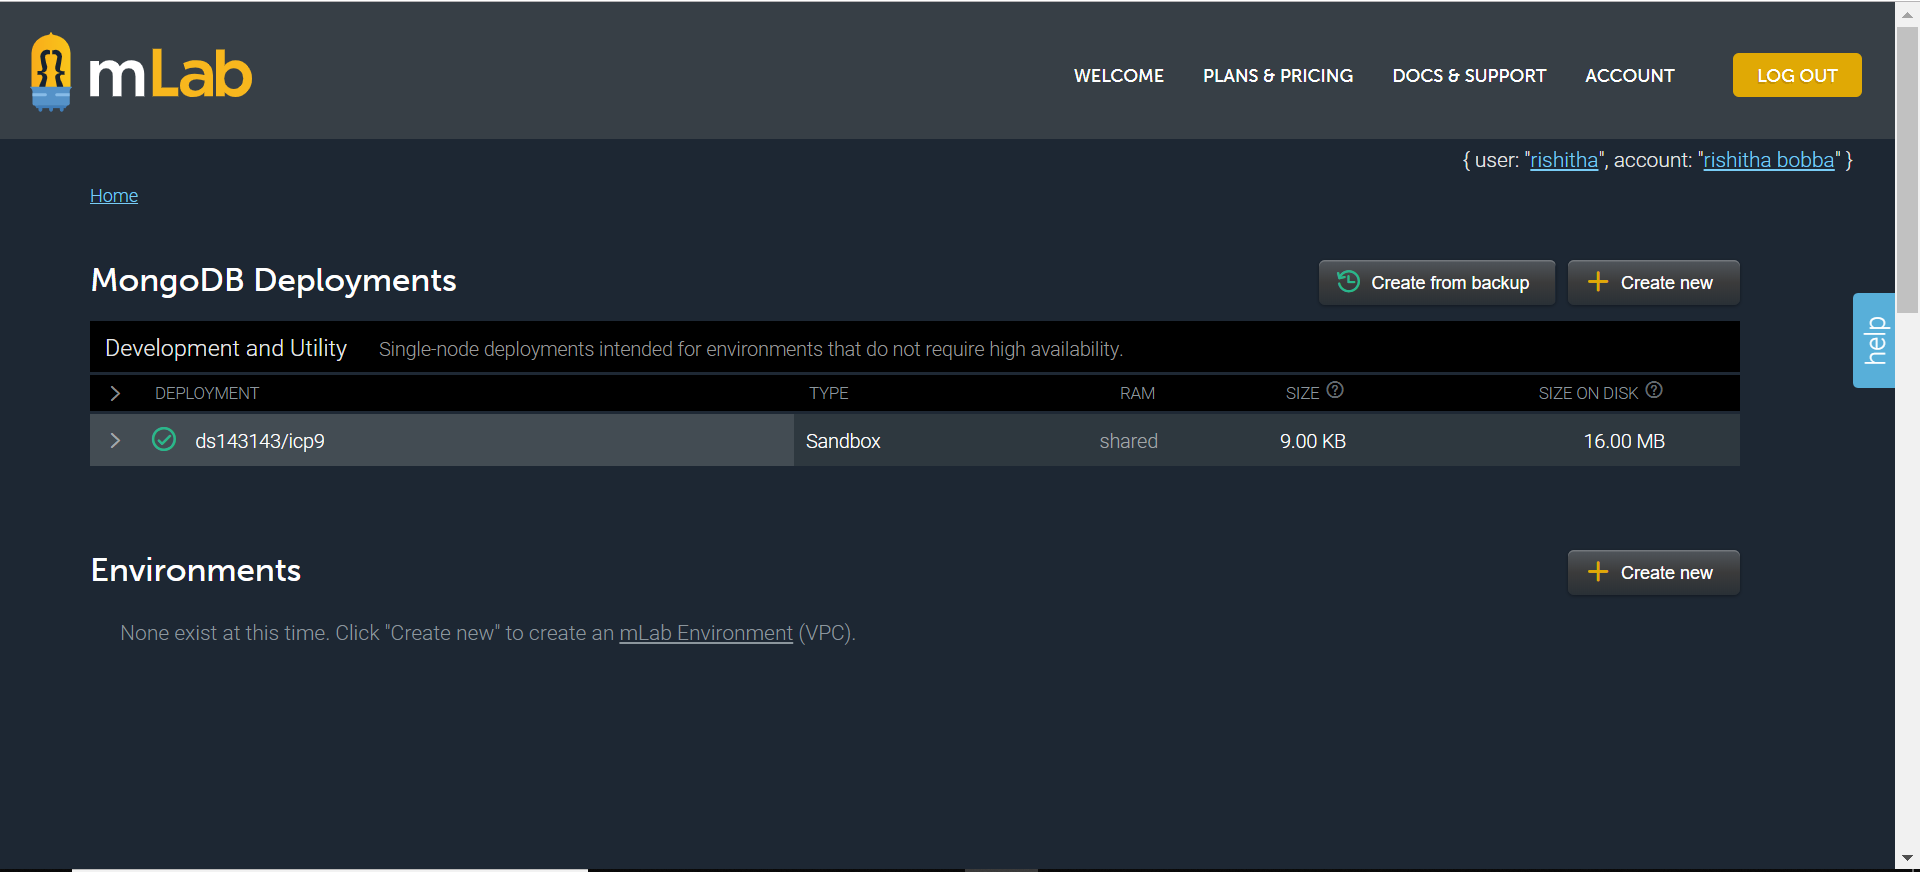 mLab
WELCOME PLANS & PRICING DOCS & SUPPORT ACCOUNT LOG OUT
{ user: "rishitha", account: "rishitha bobba" }
Home
MongoDB Deployments
Create from backup
Create new
help
Development and Utility Single-node deployments intended for environments that do not require high availability.
DEPLOYMENT TYPE RAM SIZE SIZE ON DISK
ds143143/icp9 Sandbox shared 9.00 KB 16.00 MB
Environments
Create new
None exist at this time. Click "Create new" to create an mLab Environment (VPC).